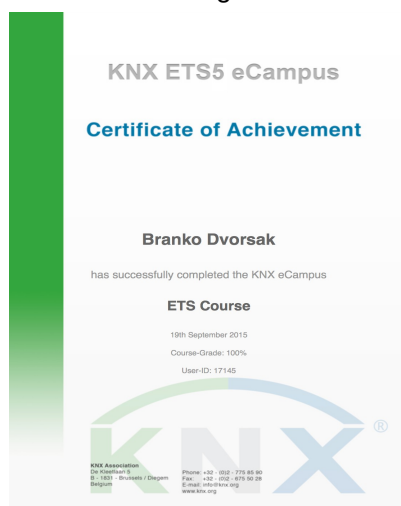 KNX ETS5 eCampus
Certificate of Achievement
Branko Dvorsak
has successfully completed the KNX eCampus
ETS Course
19th September 2015
Course-Grade: 100%
User-ID: 17145
KNX®
KNX Association
De Kleetlaan 5
B - 1831 - Brussels / Diegem
Belgium
Phone: +32 - (0)2 - 775 85 90
Fax: +32 - (0)2 - 675 50 28
E-mail: info@knx.org
www.knx.org